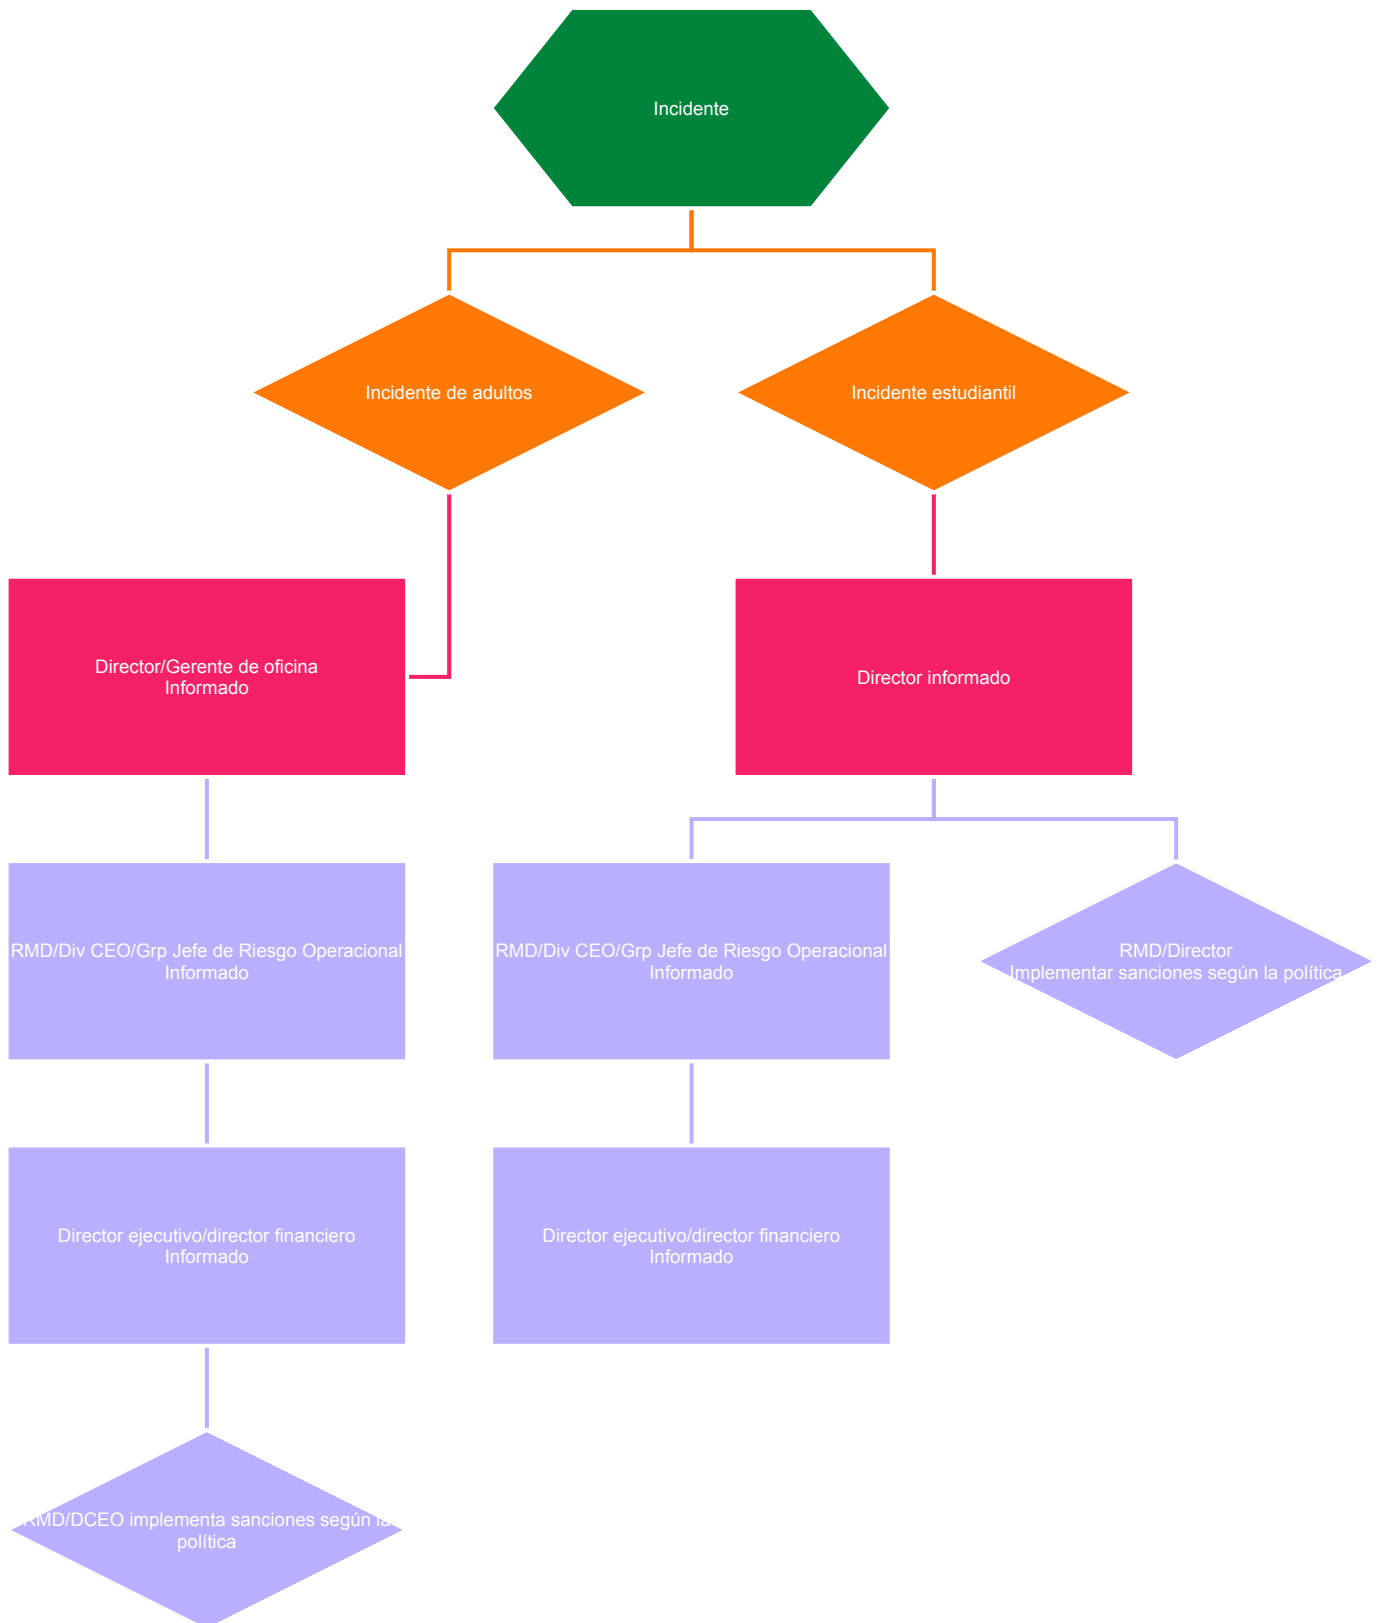 Incidente
Incidente de adultos
Incidente estudiantil
Director/Gerente de oficina
Informado
Director informado
RMD/Div CEO/Grp Jefe de Riesgo Operacional
Informado
RMD/Div CEO/Grp Jefe de Riesgo Operacional
Informado
RMD/Director
Implementar sanciones según la política
Director ejecutivo/director financiero
Informado
Director ejecutivo/director financiero
Informado
RMD/DCEO implementa sanciones según la
política